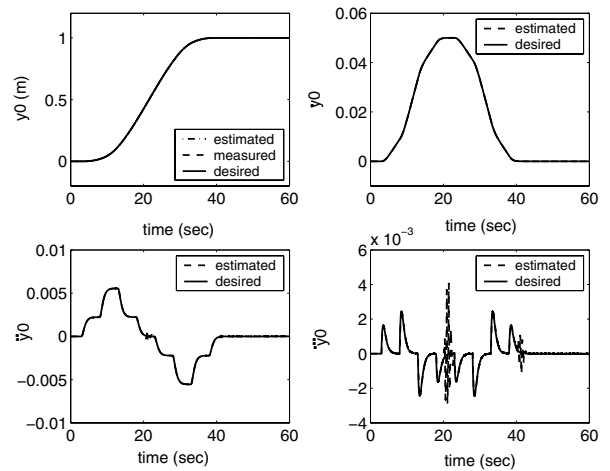 1
0.5
0
y0 (m)
estimated
measured
desired
0 20 40 60
time (sec)
0.06
0.04
0.02
0
ẏ0
estimated
desired
0 20 40 60
time (sec)
0.01
0.005
0
−0.005
−0.01
ÿ0
estimated
desired
0 20 40 60
time (sec)
x 10⁻³
6
4
2
0
−2
−4
y⃛0
estimated
desired
0 20 40 60
time (sec)